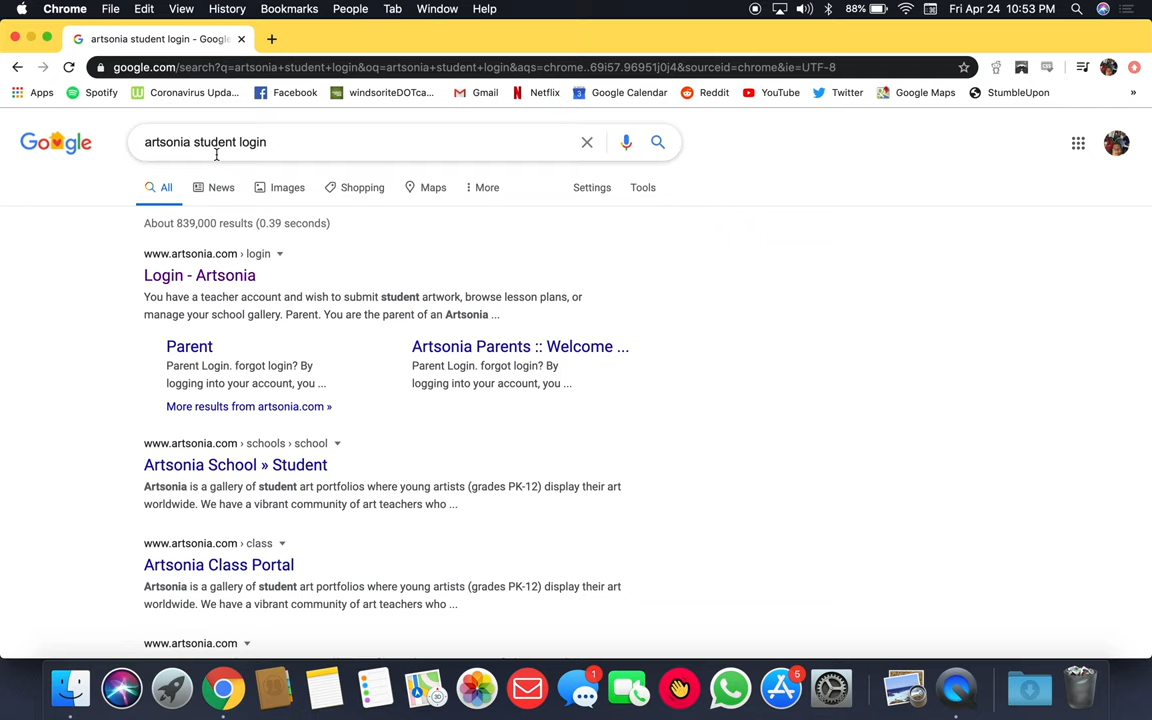 Chrome File Edit View History Bookmarks People Tab Window Help 88% Fri Apr 24 10:53 PM
artsonia student login - Google
google.com/search?q=artsonia+student+login&oq=artsonia+student+login&aqs=chrome..69i57.96951j0j4&sourceid=chrome&ie=UTF-8
Apps Spotify Coronavirus Upda... Facebook windsoriteDOTca... Gmail Netflix 3 Google Calendar Reddit YouTube Twitter Google Maps StumbleUpon »
Google artsonia student login
All News Images Shopping Maps More Settings Tools
About 839,000 results (0.39 seconds)
www.artsonia.com › login
Login - Artsonia
You have a teacher account and wish to submit student artwork, browse lesson plans, or
manage your school gallery. Parent. You are the parent of an Artsonia ...
Parent Artsonia Parents :: Welcome ...
Parent Login. forgot login? By Parent Login. forgot login? By
logging into your account, you ... logging into your account, you ...
More results from artsonia.com »
www.artsonia.com › schools › school
Artsonia School » Student
Artsonia is a gallery of student art portfolios where young artists (grades PK-12) display their art
worldwide. We have a vibrant community of art teachers who ...
www.artsonia.com › class
Artsonia Class Portal
Artsonia is a gallery of student art portfolios where young artists (grades PK-12) display their art
worldwide. We have a vibrant community of art teachers who ...
www.artsonia.com
1 5